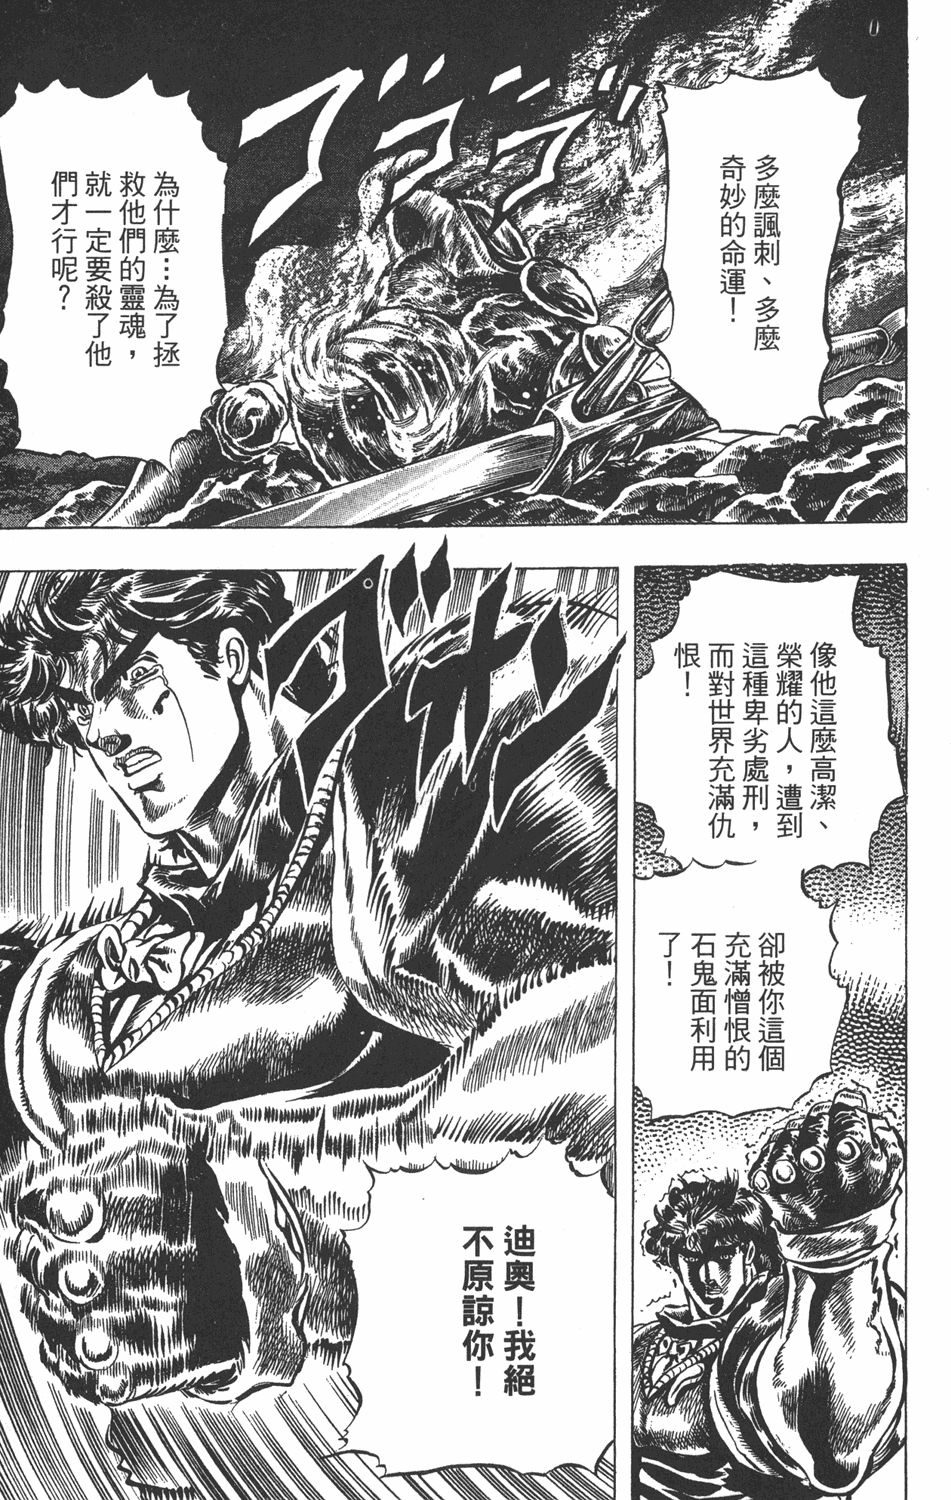 多麼諷刺、多麼
奇妙的命運！
為什麼…為了拯
救他們的靈魂，
就一定要殺了他
們才行呢？
ゴゴゴ
像他這麼高潔、
榮耀的人，遭到
這種卑劣處刑，
而對世界充滿仇
恨！
卻被你這個
充滿憎恨的
石鬼面利用
了！
迪奧！我絕
不原諒你！